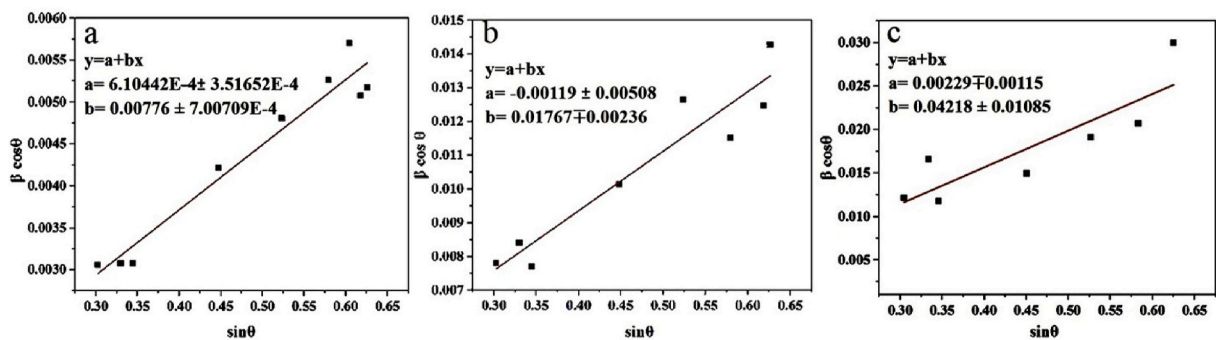 a
y=a+bx
a= 6.10442E-4± 3.51652E-4
b= 0.00776 ± 7.00709E-4
0.0060
0.0055
0.0050
0.0045
0.0040
0.0035
0.0030
β cosθ
0.30 0.35 0.40 0.45 0.50 0.55 0.60 0.65
sinθ
b
y=a+bx
a= -0.00119 ± 0.00508
b= 0.01767∓0.00236
0.015
0.014
0.013
0.012
0.011
0.010
0.009
0.008
0.007
β cos θ
0.30 0.35 0.40 0.45 0.50 0.55 0.60 0.65
sinθ
c
y=a+bx
a= 0.00229∓0.00115
b= 0.04218 ± 0.01085
0.030
0.025
0.020
0.015
0.010
0.005
β cosθ
0.30 0.35 0.40 0.45 0.50 0.55 0.60 0.65
sinθ